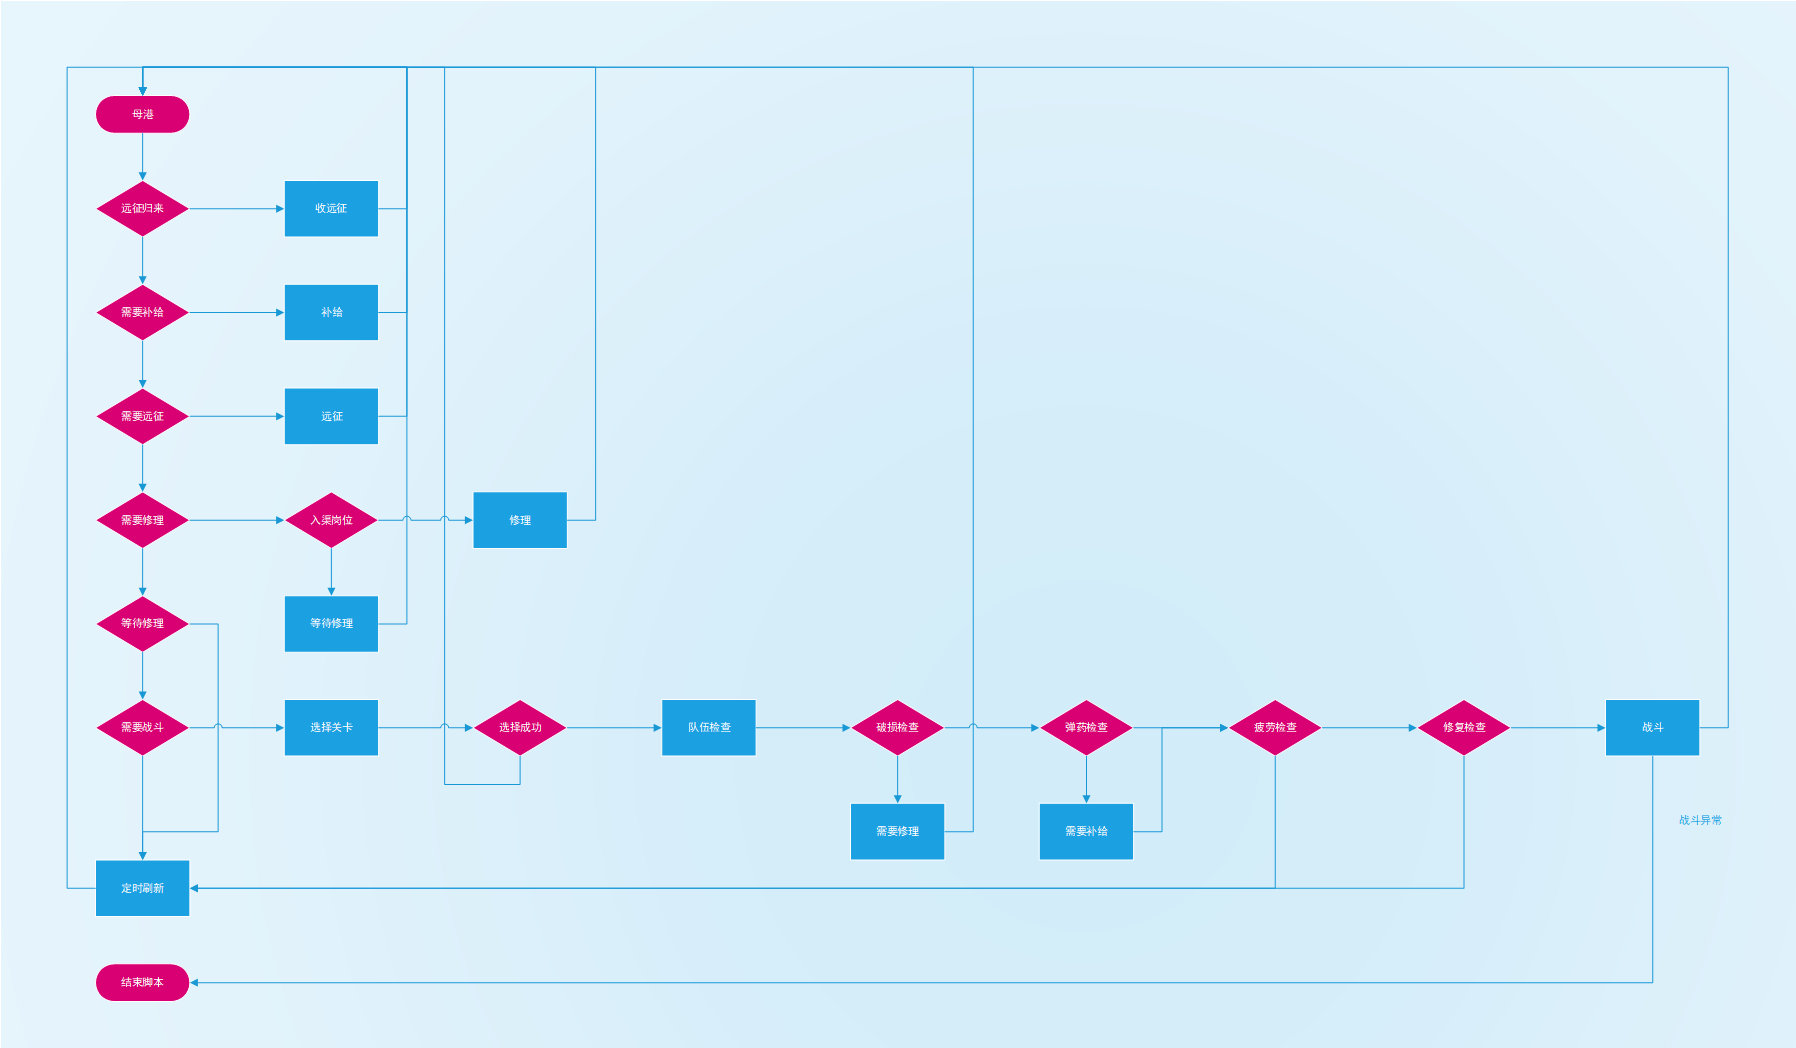 母港
远征归来
收远征
需要补绘
补绘
需要远征
远征
需要修理
入渠岗位
修理
等待修理
等待修理
需要战斗
选择关卡
选择成功
队伍检查
破损检查
弹药检查
疲劳检查
修复检查
战斗
需要修理
需要补给
战斗异常
定时刷新
结束脚本